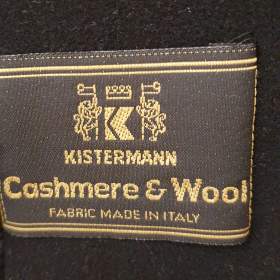 K
KISTERMANN
Cashmere & Wool
FABRIC MADE IN ITALY